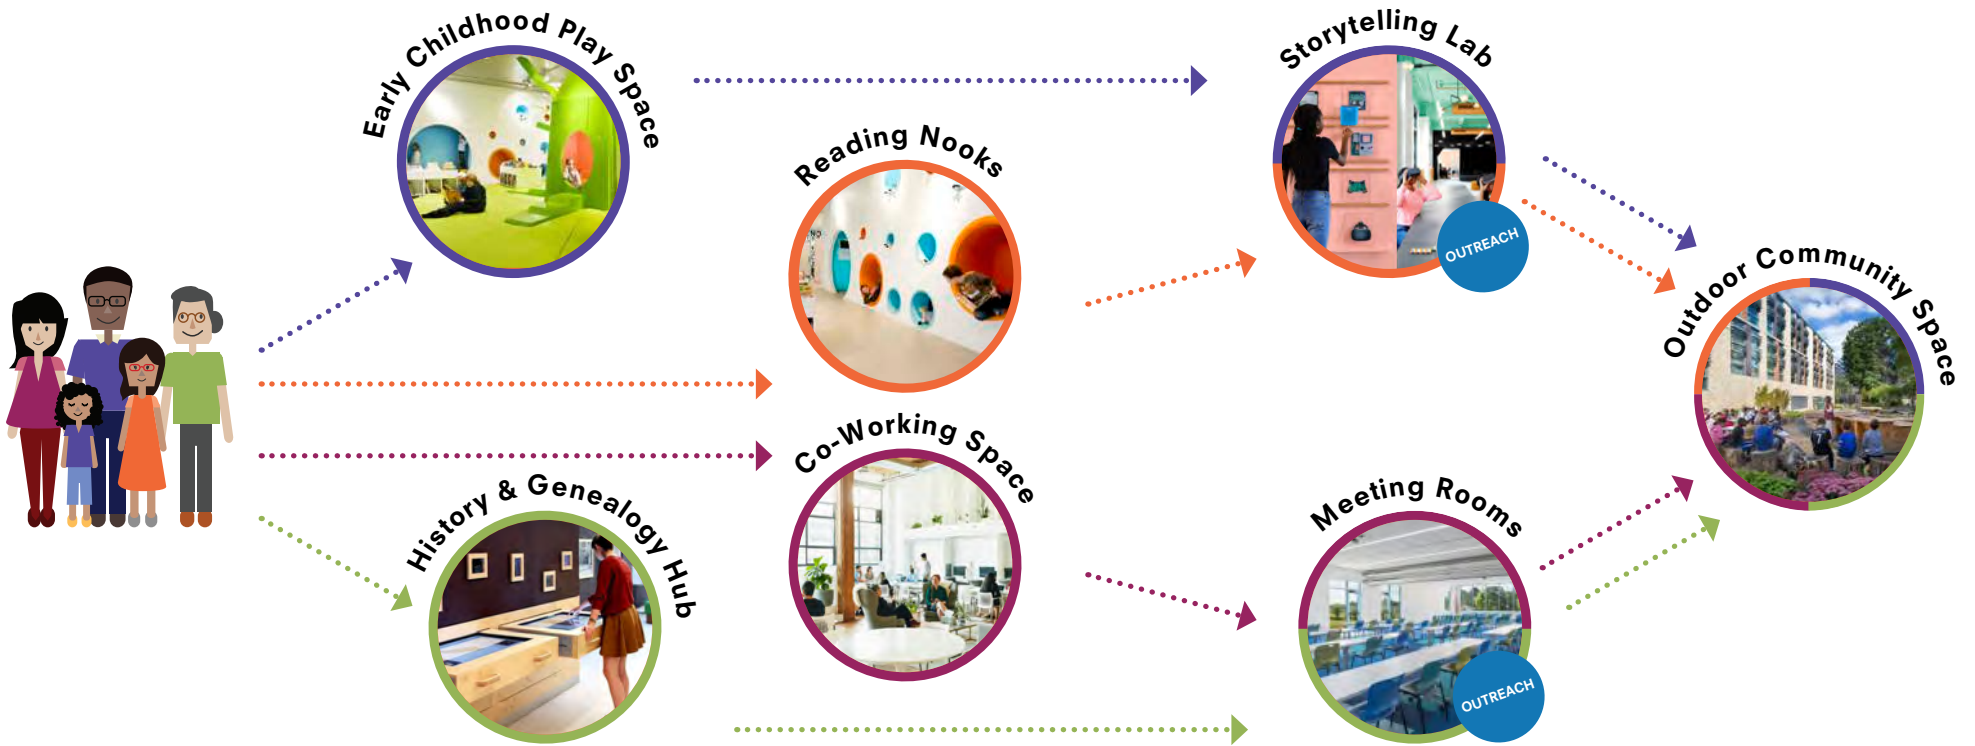 Early Childhood Play Space
Storytelling Lab
Reading Nooks
OUTREACH
Outdoor Community Space
Co-Working Space
History & Genealogy Hub
Meeting Rooms
OUTREACH